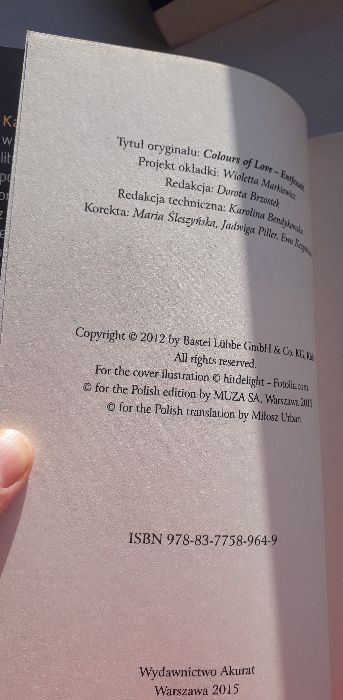 Tytuł oryginału: Colours of Love - Entfesselt
Projekt okładki: Wioletta Markiewicz
Redakcja: Dorota Brzostek
Redakcja techniczna: Karolina Bendykowska
Korekta: Maria Śleszyńska, Jadwiga Piller, Ewa
Copyright © 2012 by Bastei Lübbe GmbH & Co. KG, Köln
All rights reserved.
For the cover ilustration © hitdelight – Fotolia.com
© for the Polish edition by MUZA SA, Warszawa 2015
© for the Polish translation by Miłosz Urban
ISBN 978-83-7758-964-9
Wydawnictwo Akurat
Warszawa 2015